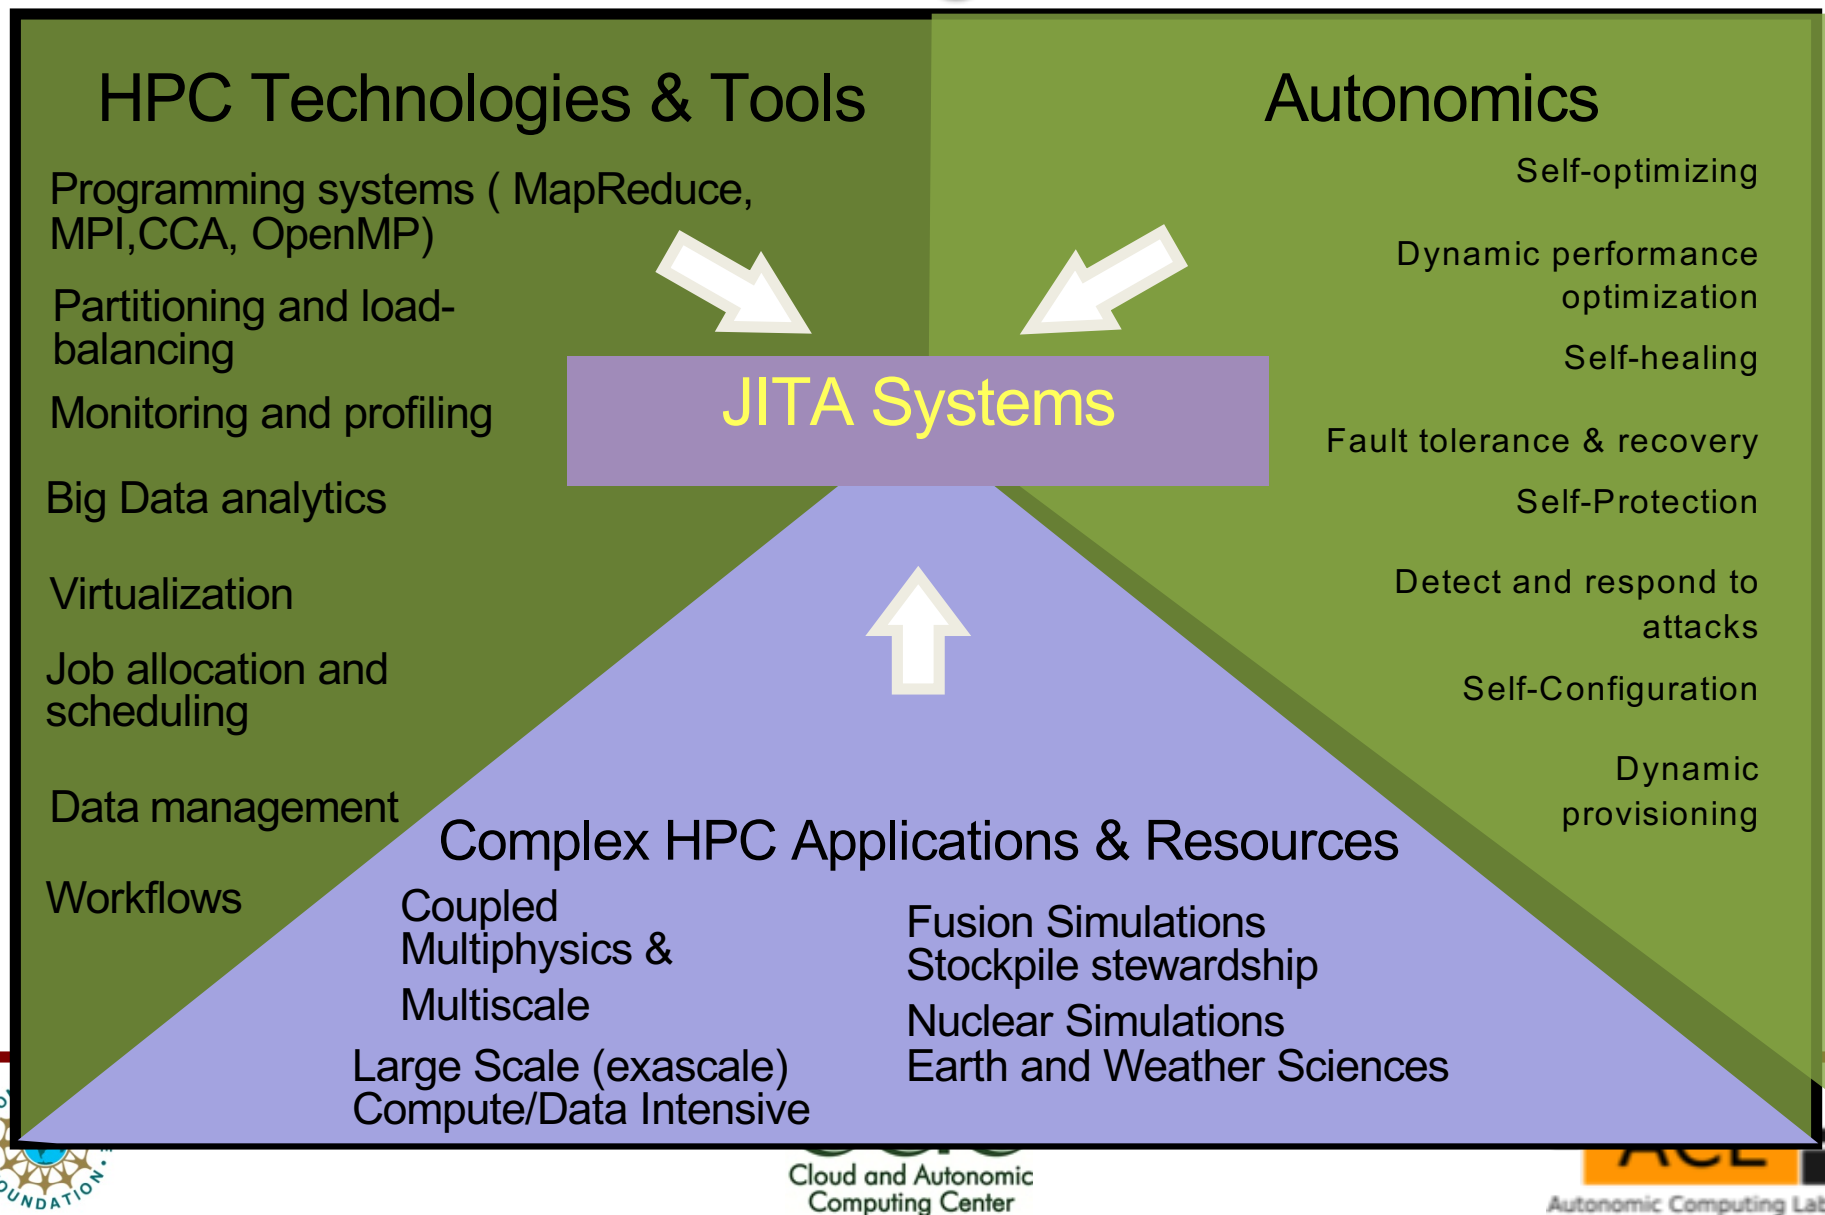 HPC Technologies & Tools
Programming systems ( MapReduce,
MPI,CCA, OpenMP)
Partitioning and load-
balancing
Monitoring and profiling
Big Data analytics
Virtualization
Job allocation and
scheduling
Data management
Workflows
Autonomics
Self-optimizing
Dynamic performance
optimization
Self-healing
Fault tolerance & recovery
Self-Protection
Detect and respond to
attacks
Self-Configuration
Dynamic
provisioning
JITA Systems
Complex HPC Applications & Resources
Coupled
Multiphysics &
Multiscale
Large Scale (exascale)
Compute/Data Intensive
Fusion Simulations
Stockpile stewardship
Nuclear Simulations
Earth and Weather Sciences
Cloud and Autonomic
Computing Center
Autonomic Computing Lab